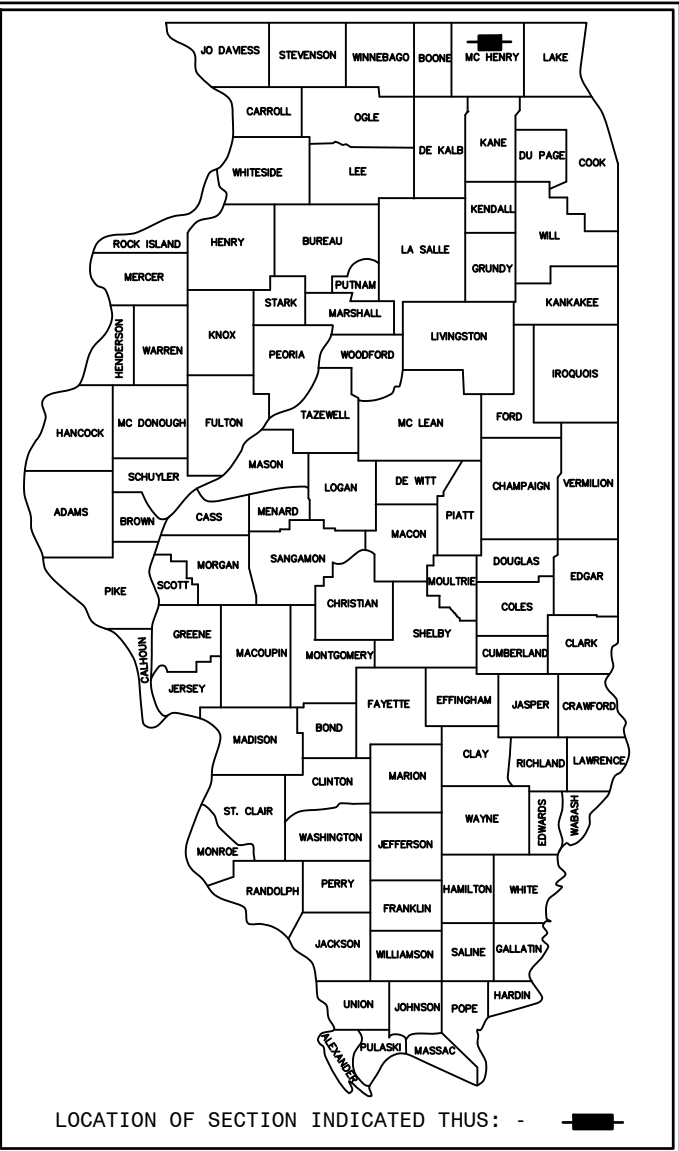 JO DAVIESS
STEVENSON
WINNEBAGO
BOONE
MC HENRY
LAKE
CARROLL
OGLE
DE KALB
KANE
DU PAGE
COOK
WHITESIDE
LEE
KENDALL
WILL
ROCK ISLAND
HENRY
BUREAU
LA SALLE
GRUNDY
MERCER
PUTNAM
KANKAKEE
STARK
MARSHALL
HENDERSON
WARREN
KNOX
PEORIA
WOODFORD
LIVINGSTON
IROQUOIS
HANCOCK
MC DONOUGH
FULTON
TAZEWELL
MC LEAN
FORD
SCHUYLER
MASON
LOGAN
DE WITT
CHAMPAIGN
VERMILION
ADAMS
BROWN
CASS
MENARD
MACON
PIATT
PIKE
SCOTT
MORGAN
SANGAMON
CHRISTIAN
MOULTRIE
DOUGLAS
EDGAR
COLES
CALHOUN
GREENE
MACOUPIN
MONTGOMERY
SHELBY
CUMBERLAND
CLARK
JERSEY
FAYETTE
EFFINGHAM
JASPER
CRAWFORD
MADISON
BOND
CLAY
RICHLAND
LAWRENCE
CLINTON
MARION
ST. CLAIR
WAYNE
EDWARDS
WABASH
MONROE
WASHINGTON
JEFFERSON
RANDOLPH
PERRY
FRANKLIN
HAMILTON
WHITE
JACKSON
WILLIAMSON
SALINE
GALLATIN
UNION
JOHNSON
POPE
HARDIN
ALEXANDER
PULASKI
MASSAC
LOCATION OF SECTION INDICATED THUS: -